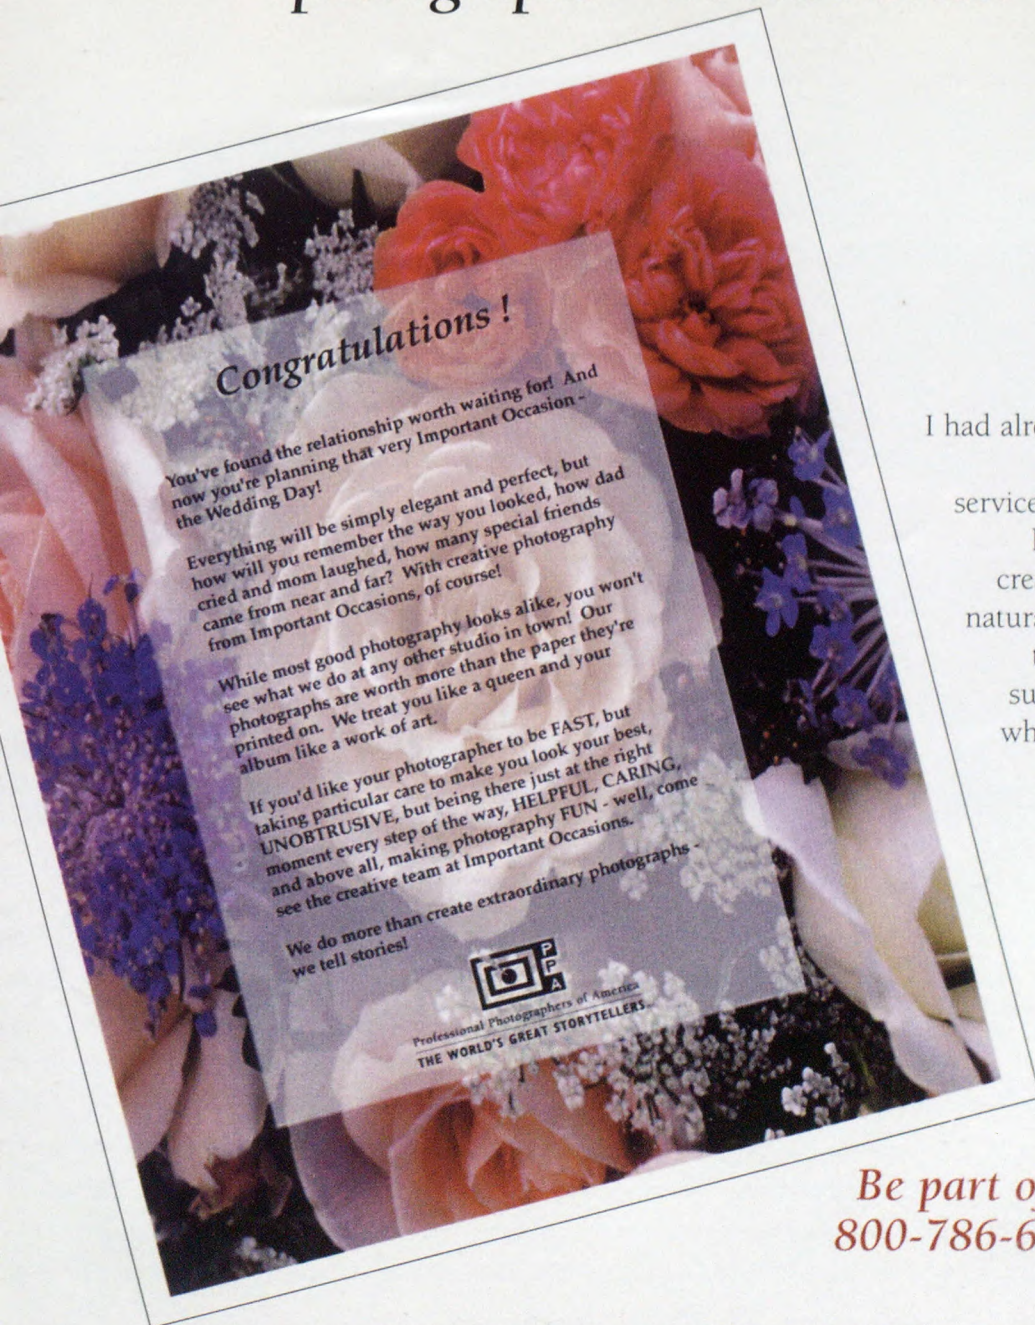 Congratulations !
You've found the relationship worth waiting for! And
now you're planning that very Important Occasion -
the Wedding Day!
Everything will be simply elegant and perfect, but
how will you remember the way you looked, how dad
cried and mom laughed, how many special friends
came from near and far? With creative photography
from Important Occasions, of course!
While most good photography looks alike, you won't
see what we do at any other studio in town! Our
photographs are worth more than the paper they're
printed on. We treat you like a queen and your
album like a work of art.
If you'd like your photographer to be FAST, but
taking particular care to make you look your best,
UNOBTRUSIVE, but being there just at the right
moment every step of the way, HELPFUL, CARING,
and above all, making photography FUN - well, come
see the creative team at Important Occasions.
We do more than create extraordinary photographs -
we tell stories!
P
P
A
Professional Photographers of America
THE WORLD'S GREAT STORYTELLERS
I had alr
service
cre
natura
su
wh
Be part o
800-786-6